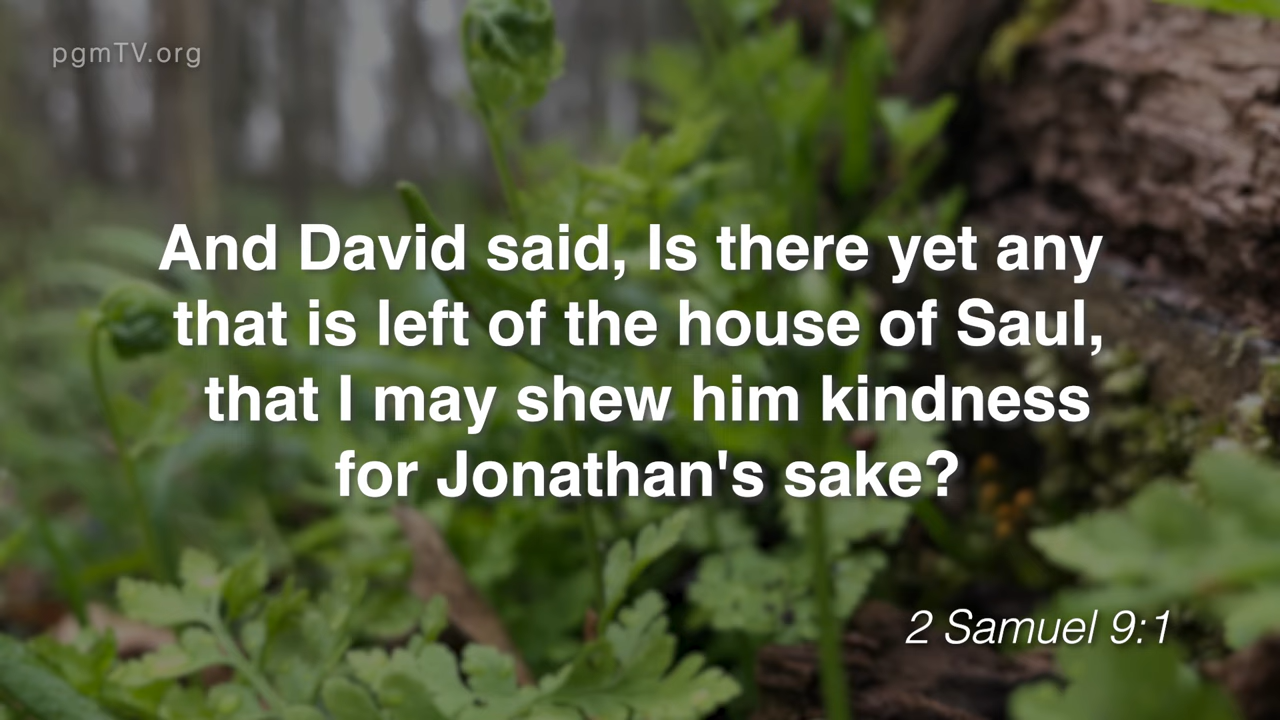 pgmTV.org
And David said, Is there yet any
that is left of the house of Saul,
that I may shew him kindness
for Jonathan's sake?
2 Samuel 9:1